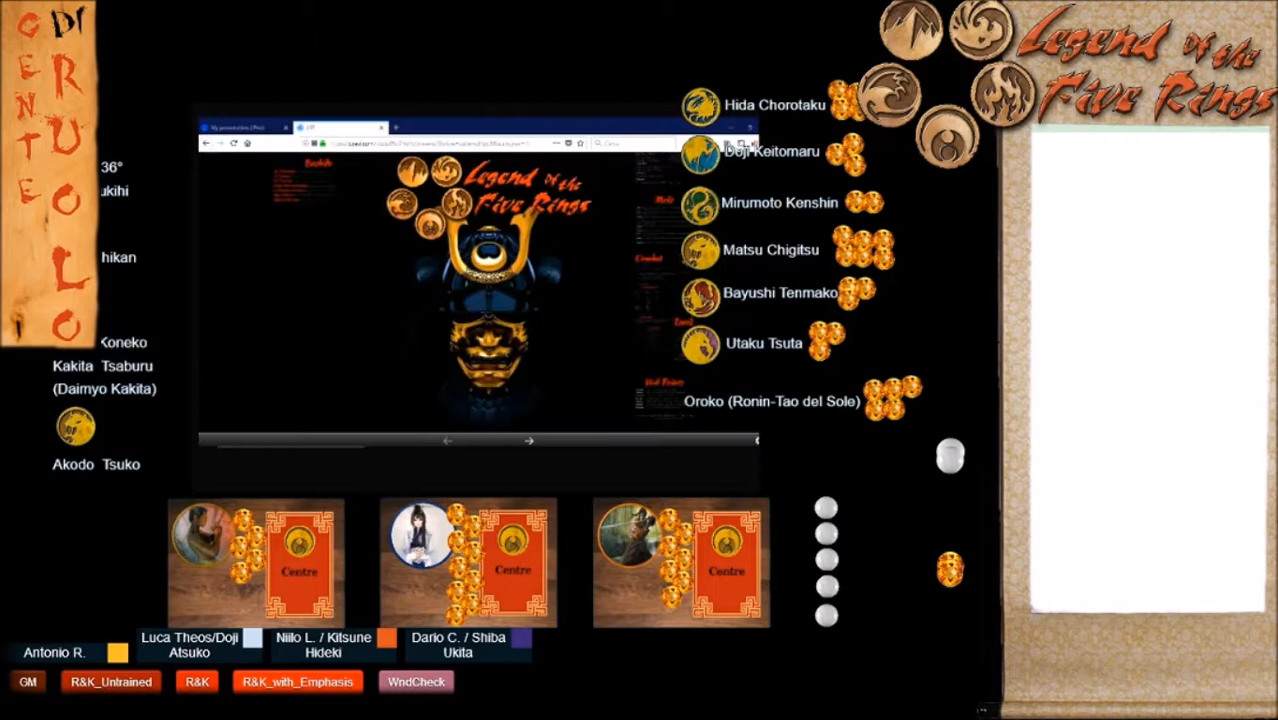 GENTE
DI
RUOLO
Legend of the
Five Rings
36°
ukihi
hikan
Koneko
Kakita Tsaburu
(Daimyo Kakita)
Akodo Tsuko
Legend of the
Five Rings
Hida Chorotaku
Doji Keitomaru
Mirumoto Kenshin
Matsu Chigitsu
Bayushi Tenmako
Utaku Tsuta
Oroko (Ronin-Tao del Sole)
Centre
Centre
Centre
Antonio R.
Luca Theos/Doji
Atsuko
Niilo L. / Kitsune
Hideki
Dario C. / Shiba
Ukita
GM
R&K_Untrained
R&K
R&K_with_Emphasis
WndCheck